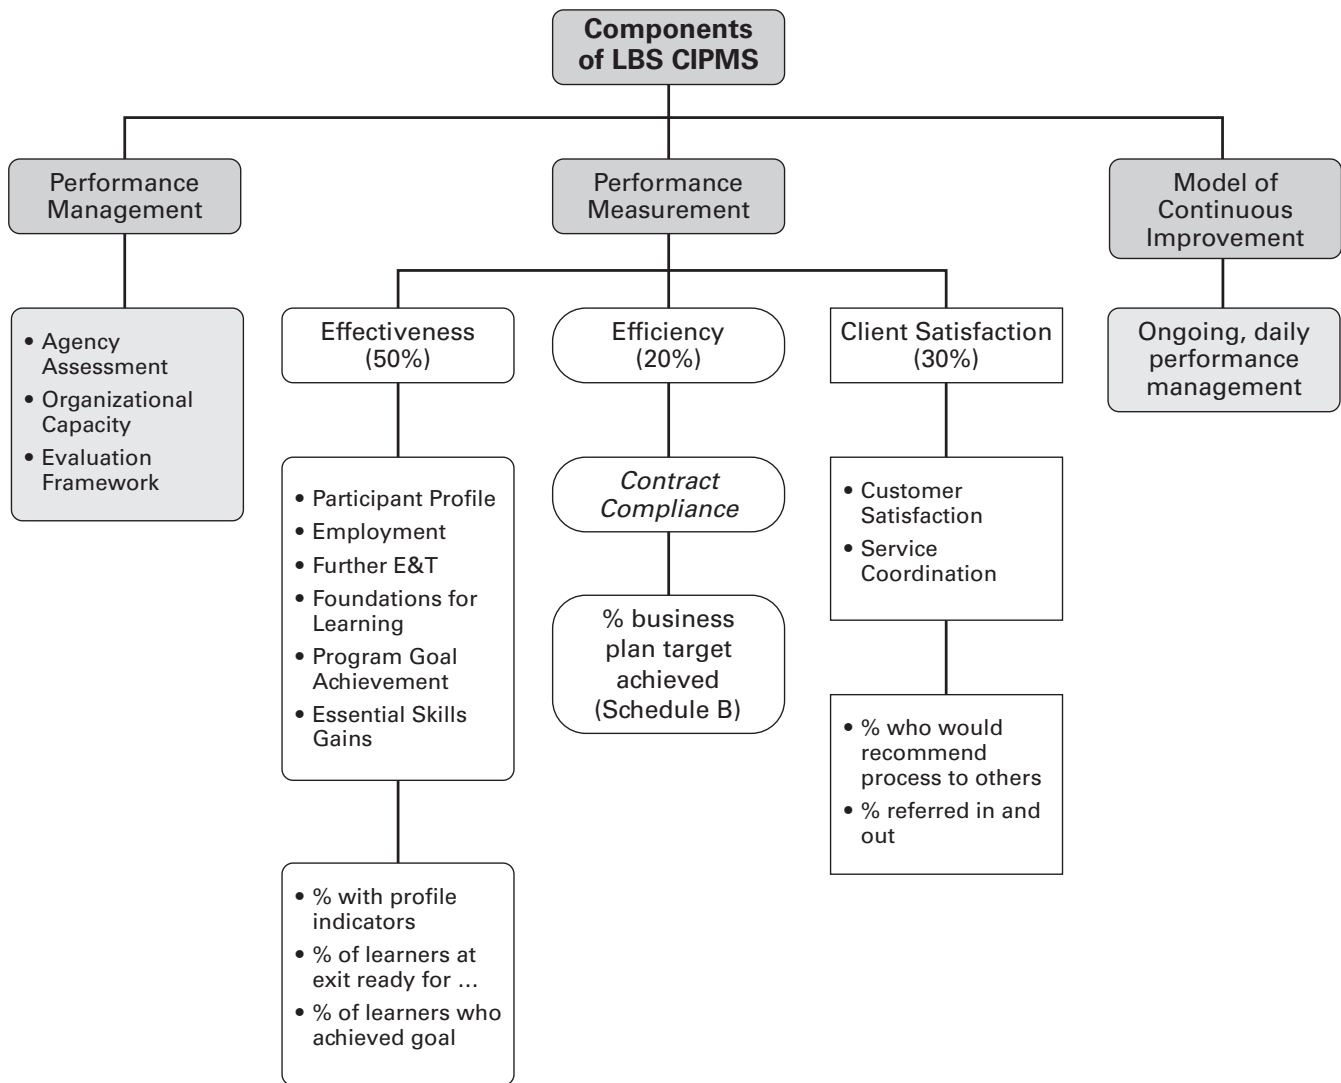 Components
of LBS CIPMS
Performance
Management
Performance
Measurement
Model of
Continuous
Improvement
• Agency
Assessment
• Organizational
Capacity
• Evaluation
Framework
Effectiveness
(50%)
Efficiency
(20%)
Client Satisfaction
(30%)
Ongoing, daily
performance
management
• Participant Profile
• Employment
• Further E&T
• Foundations for
Learning
• Program Goal
Achievement
• Essential Skills
Gains
Contract
Compliance
• Customer
Satisfaction
• Service
Coordination
% business
plan target
achieved
(Schedule B)
• % who would
recommend
process to others
• % referred in and
out
• % with profile
indicators
• % of learners at
exit ready for ...
• % of learners who
achieved goal